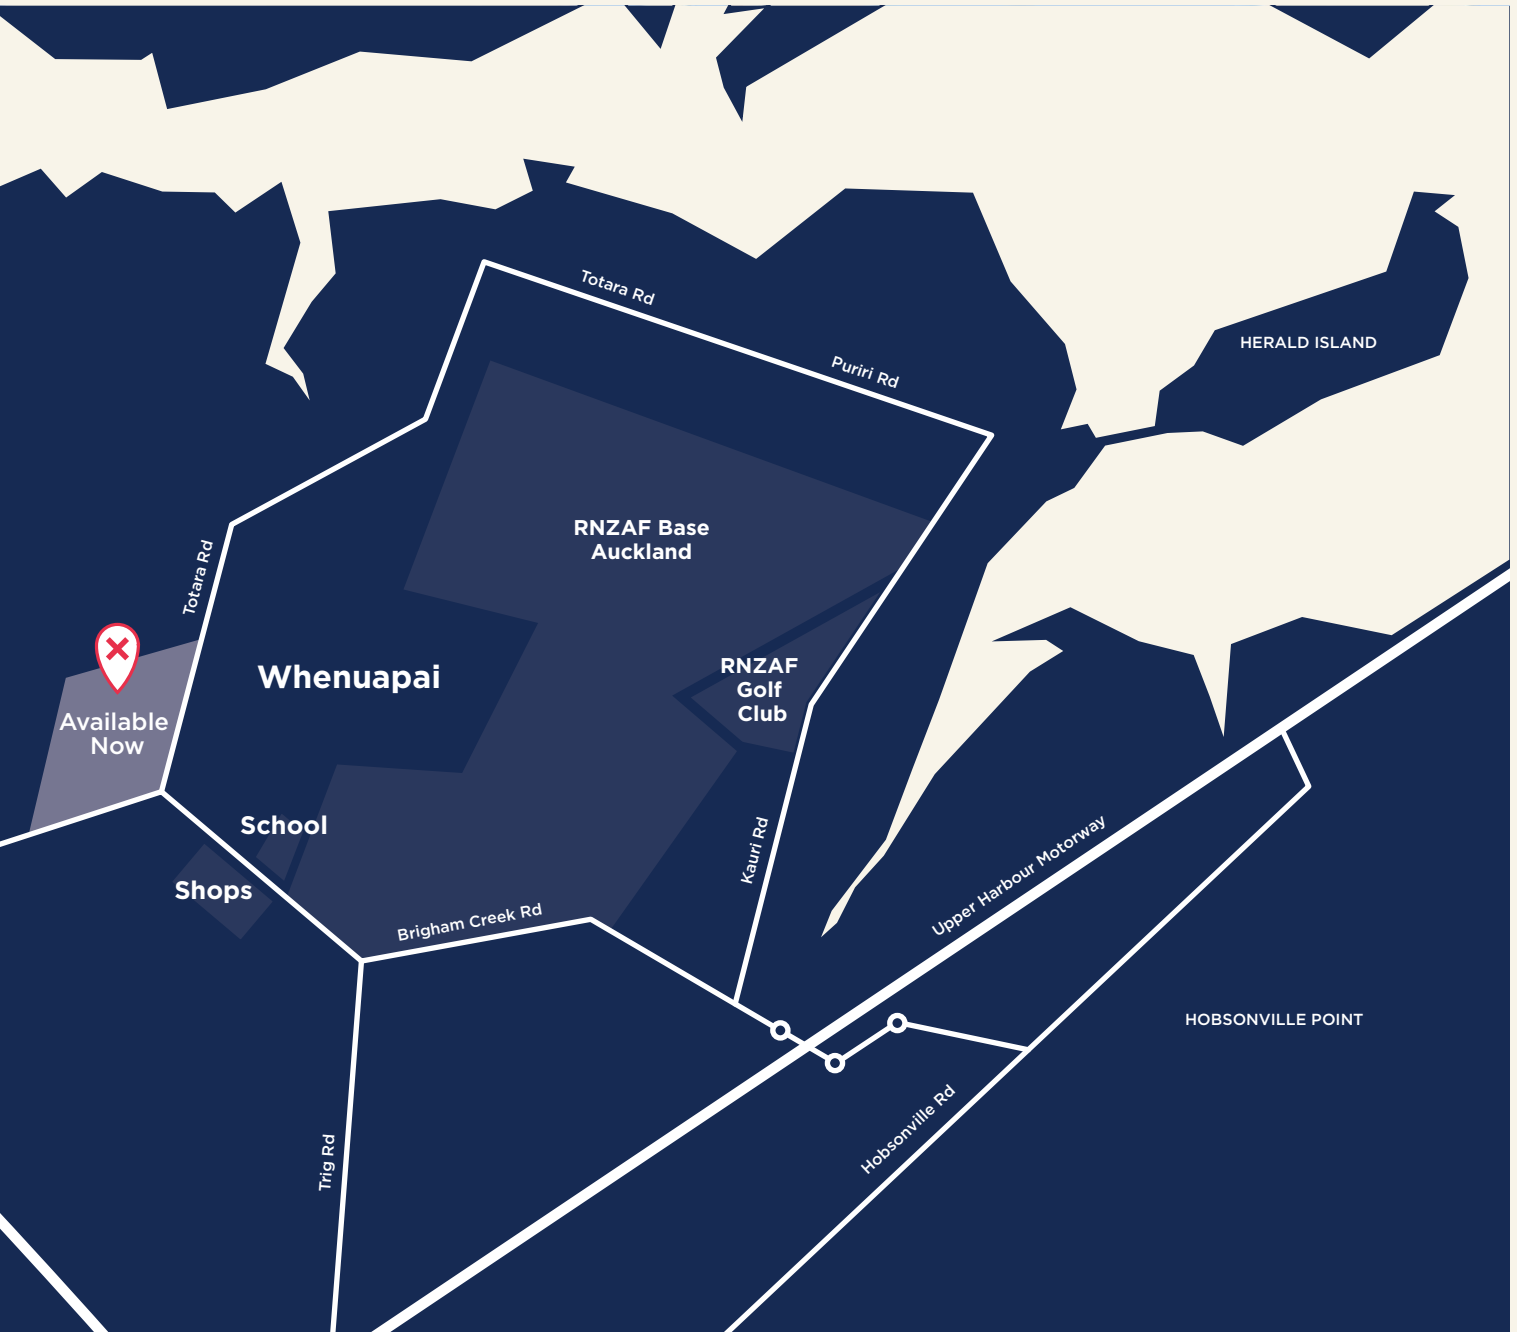 Totara Rd
Puriri Rd
HERALD ISLAND
RNZAF Base
Auckland
Totara Rd
Whenuapai
RNZAF
Golf
Club
Available
Now
School
Kauri Rd
Upper Harbour Motorway
Shops
Brigham Creek Rd
HOBSONVILLE POINT
Hobsonville Rd
Trig Rd